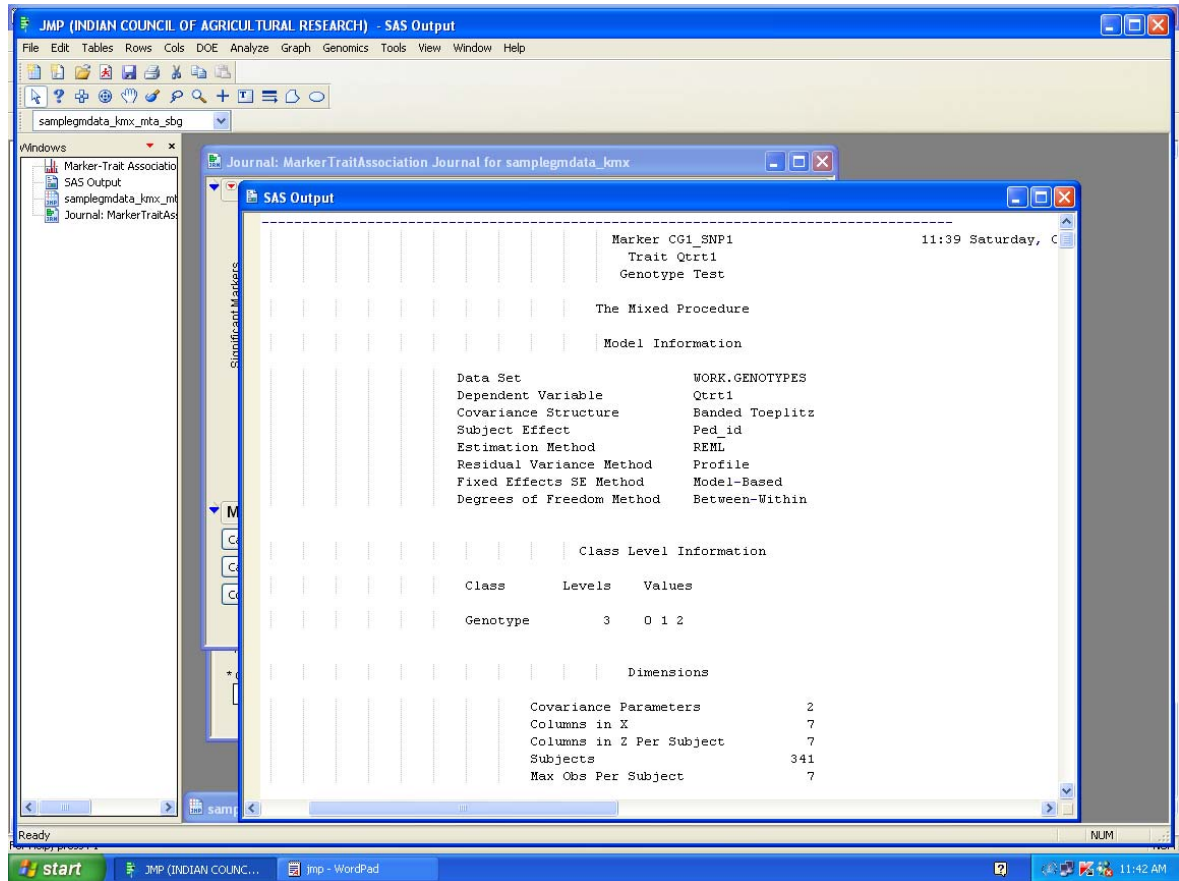 JMP (INDIAN COUNCIL OF AGRICULTURAL RESEARCH) - SAS Output
File Edit Tables Rows Cols DOE Analyze Graph Genomics Tools View Window Help
samplegmdata_kmx_mta_sbg
Windows
Marker-Trait Associatio
SAS Output
samplegmdata_kmx_mt
Journal: MarkerTraitAs
Journal: MarkerTraitAssociation Journal for samplegmdata_kmx
Significant Markers
SAS Output
Marker CG1_SNP1 11:39 Saturday,
Trait Qtrt1
Genotype Test
The Mixed Procedure
Model Information
Data Set WORK.GENOTYPES
Dependent Variable Qtrt1
Covariance Structure Banded Toeplitz
Subject Effect Ped_id
Estimation Method REML
Residual Variance Method Profile
Fixed Effects SE Method Model-Based
Degrees of Freedom Method Between-Within
Class Level Information
Class Levels Values
Genotype 3 0 1 2
Dimensions
Covariance Parameters 2
Columns in X 7
Columns in Z Per Subject 7
Subjects 341
Max Obs Per Subject 7
Ready NUM
start JMP (INDIAN COUNC... jmp - WordPad 11:42 AM